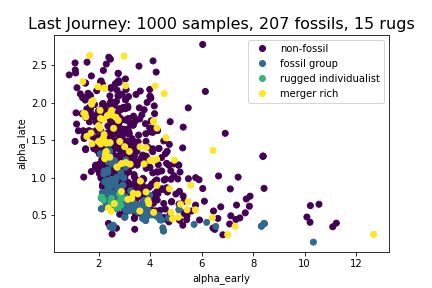 Last Journey: 1000 samples, 207 fossils, 15 rugs
non-fossil
fossil group
rugged individualist
merger rich
alpha_late
2.5
2.0
1.5
1.0
0.5
2 4 6 8 10 12
alpha_early